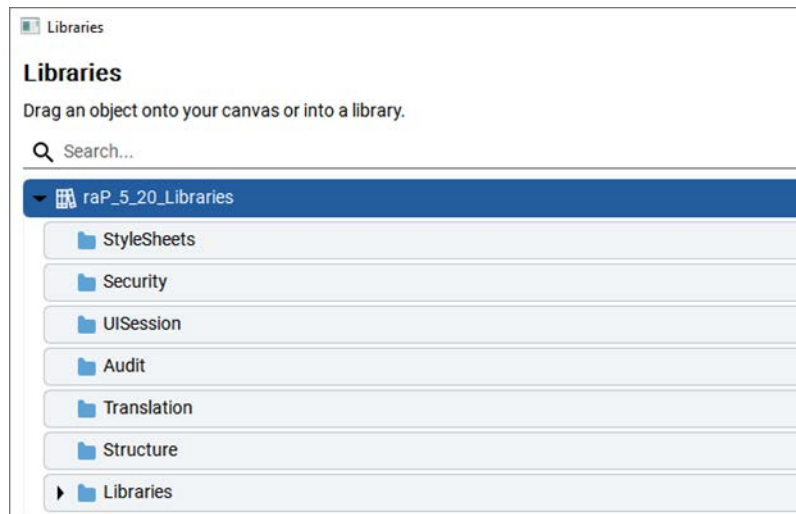 Libraries
Libraries
Drag an object onto your canvas or into a library.
Search...
raP_5_20_Libraries
StyleSheets
Security
UISession
Audit
Translation
Structure
Libraries